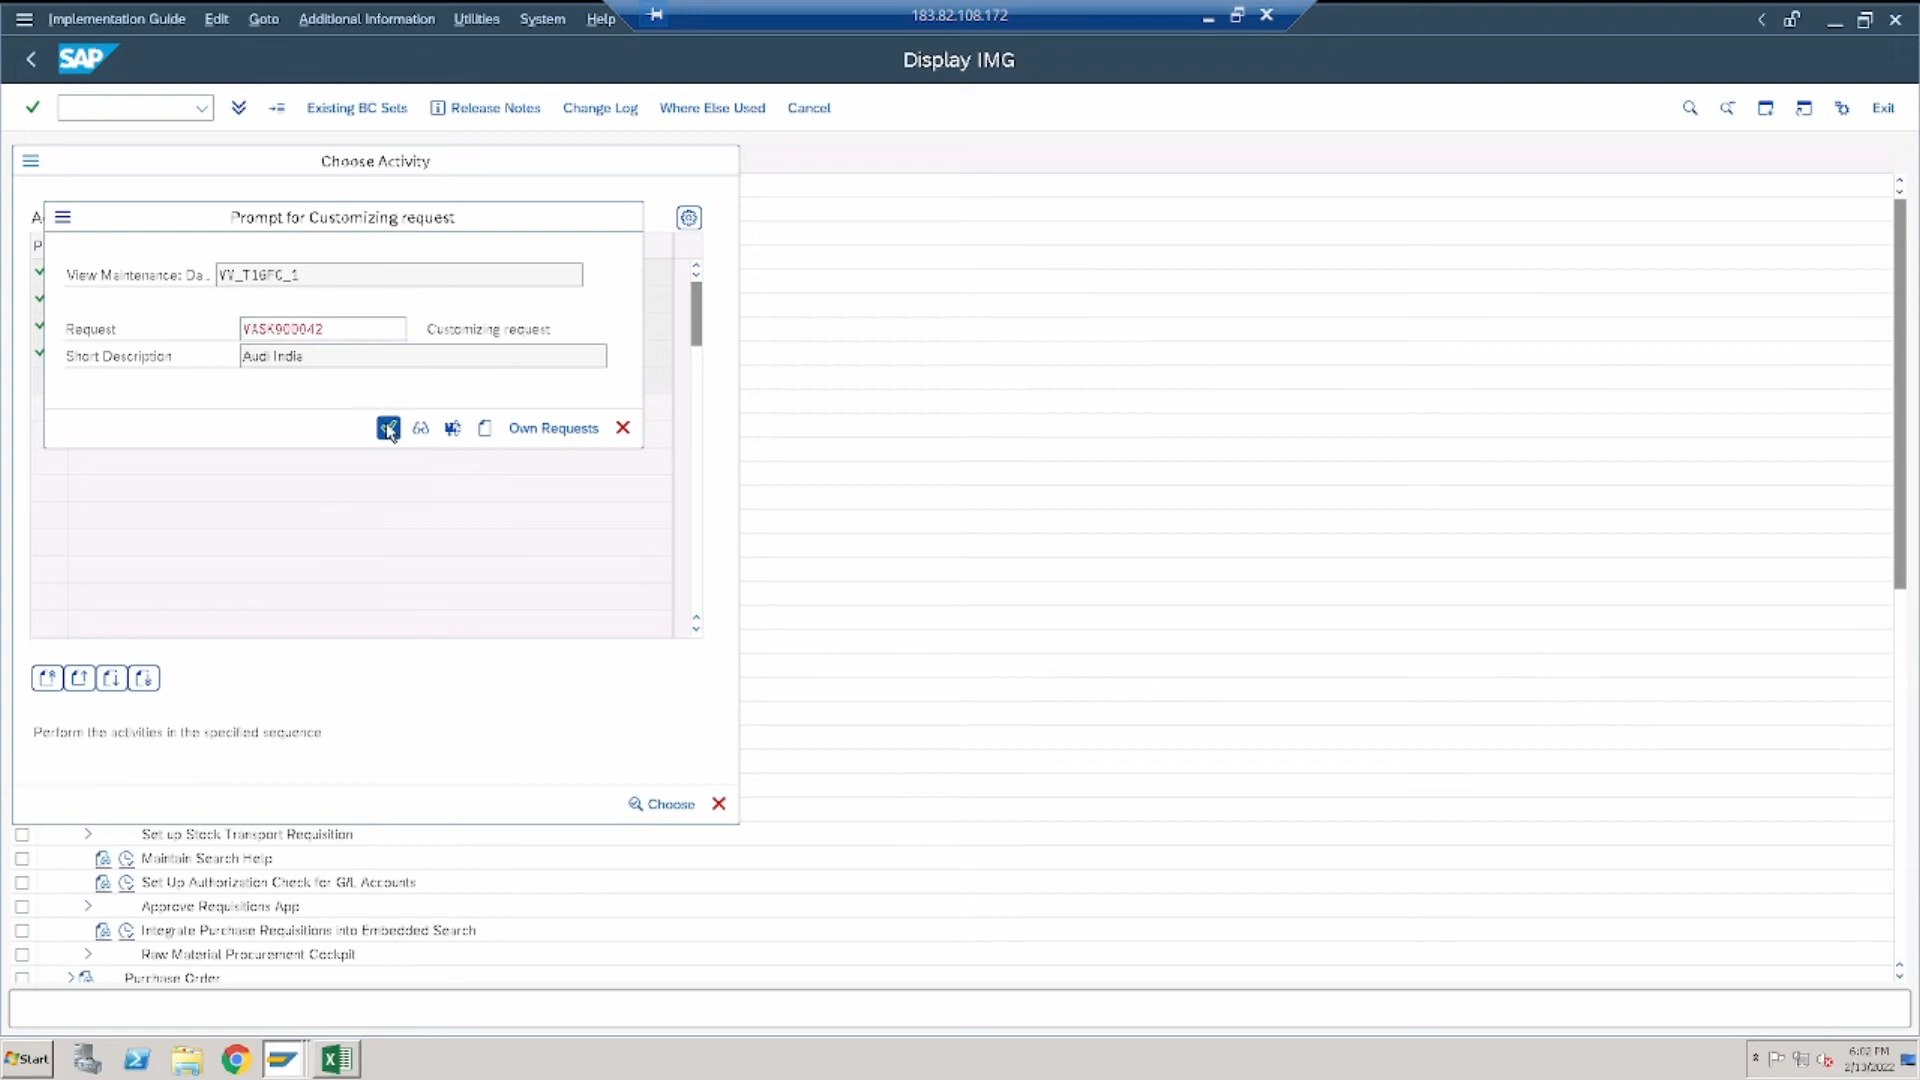 Implementation Guide Edit Goto Additional Information Utilities System Help 183.82.108.172
SAP Display IMG
Existing BC Sets Release Notes Change Log Where Else Used Cancel Exit
Choose Activity
Prompt for Customizing request
View Maintenance: Da.. VV_T16FC_1
Request VASK900042 Customizing request
Short Description Audi India
Own Requests
Perform the activities in the specified sequence
Choose
Set up Stock Transport Requisition
Maintain Search Help
Set Up Authorization Check for G/L Accounts
Approve Requisitions App
Integrate Purchase Requisitions into Embedded Search
Raw Material Procurement Cockpit
Purchase Order
Start 6:02 PM
2/13/2022